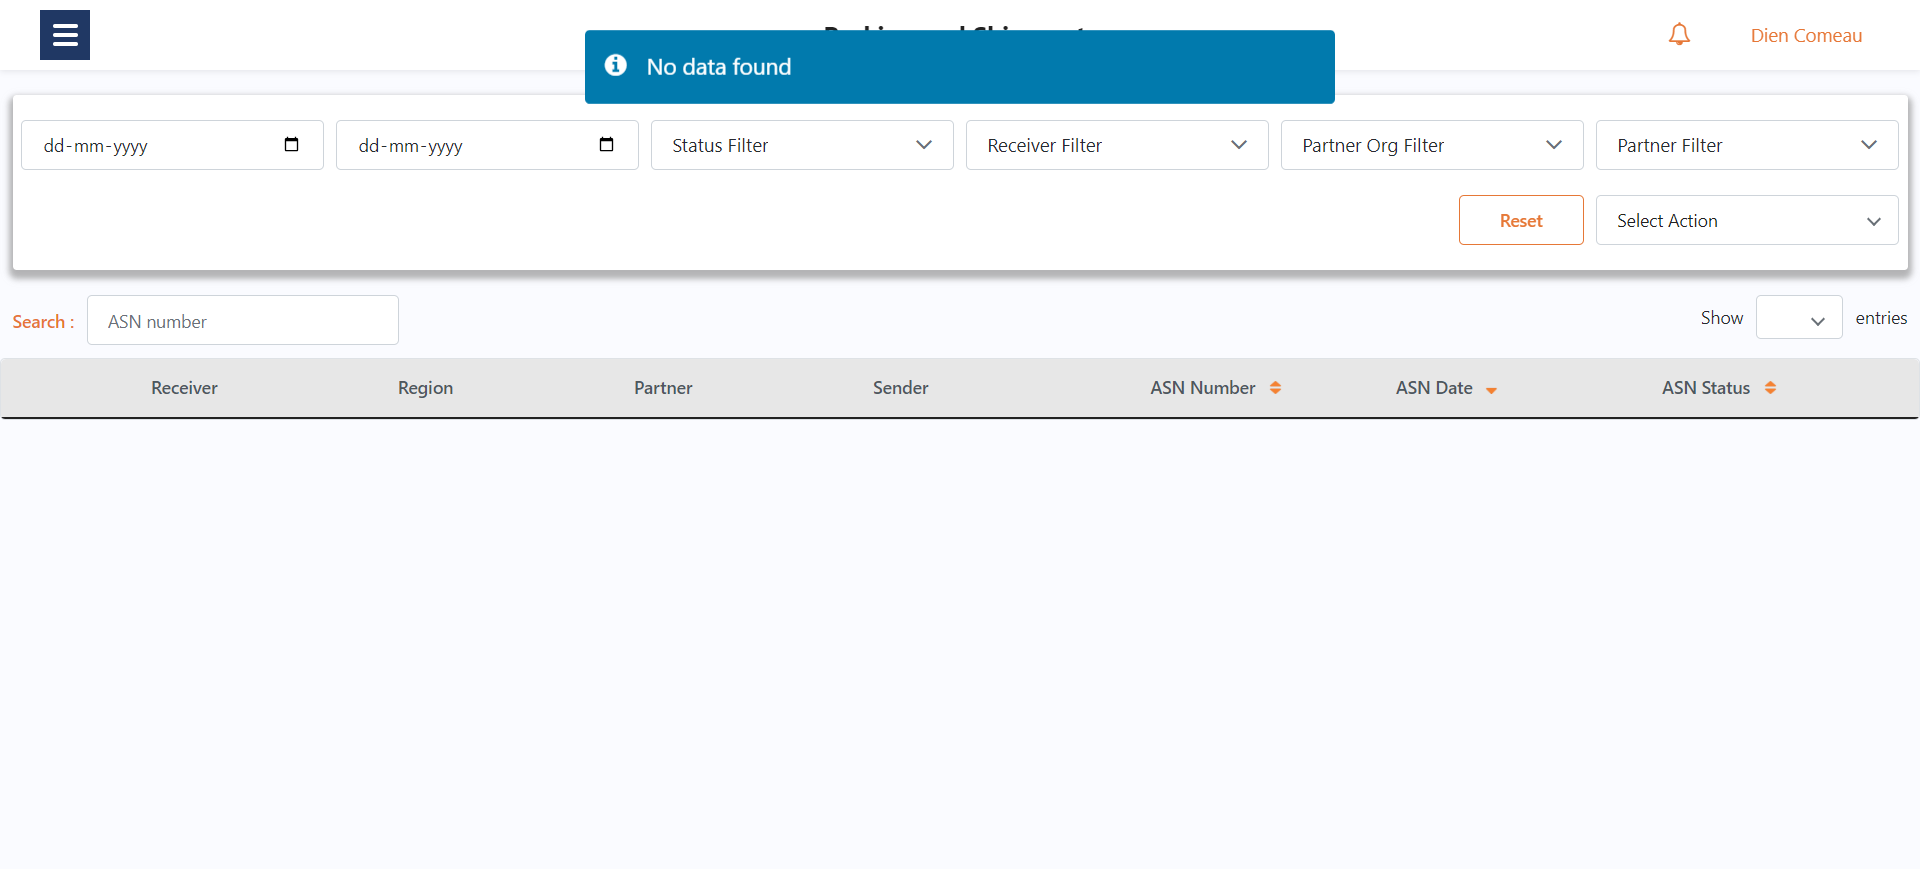 Dien Comeau
No data found
dd-mm-yyyy
dd-mm-yyyy
Status Filter
Receiver Filter
Partner Org Filter
Partner Filter
Reset
Select Action
Search :
ASN number
Show
entries
Receiver
Region
Partner
Sender
ASN Number
ASN Date
ASN Status